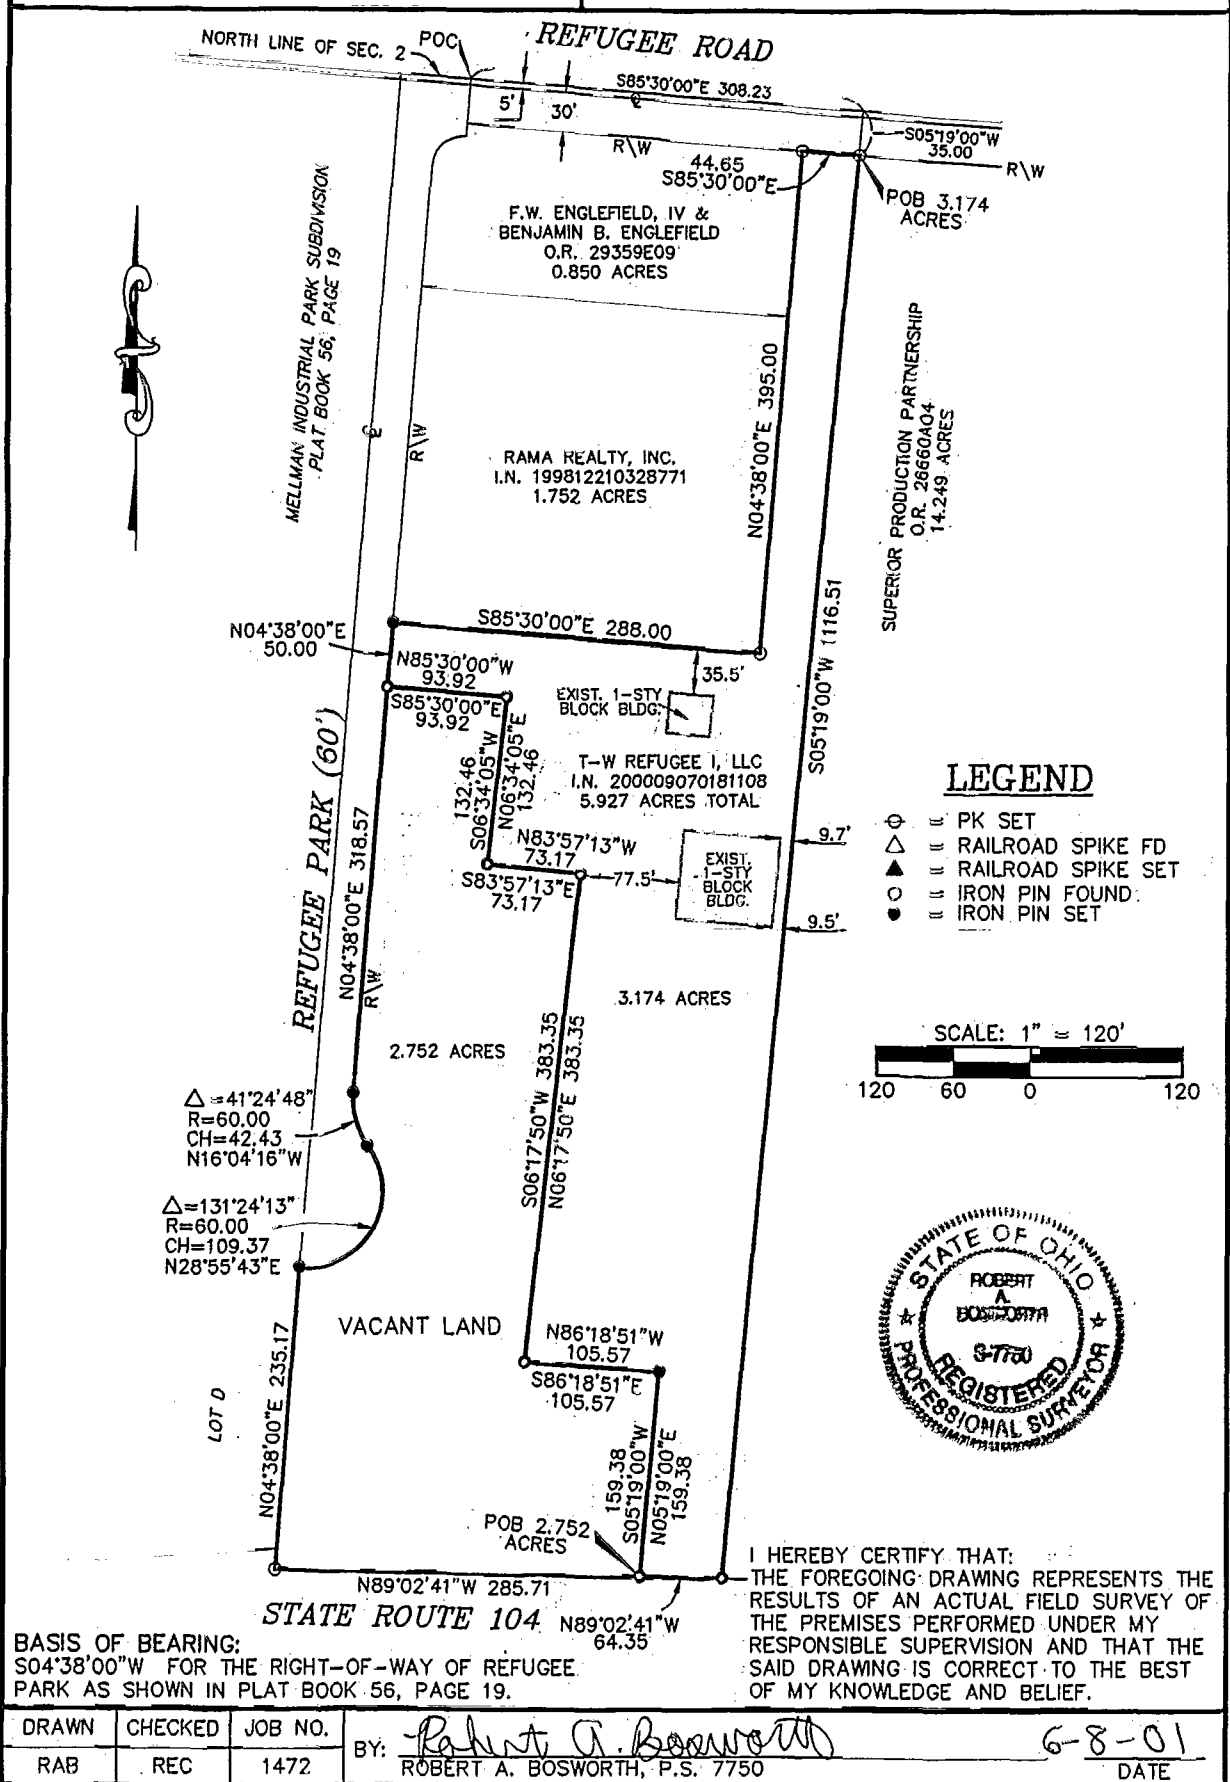 REFUGEE ROAD
NORTH LINE OF SEC. 2
POC
S85°30'00"E 308.23
5'
30'
R\W
S05°19'00"W
35.00
R\W
44.65
S85°30'00"E
POB 3.174
ACRES
F.W. ENGLEFIELD, IV &
BENJAMIN B. ENGLEFIELD
O.R. 29359E09
0.850 ACRES
MELLMAN INDUSTRIAL PARK SUBDIVISION
PLAT BOOK 56, PAGE 19
R\W
RAMA REALTY, INC.
I.N. 199812210328771
1.752 ACRES
N04°38'00"E 395.00
SUPERIOR PRODUCTION PARTNERSHIP
O.R. 26660A04
14.249 ACRES
S05°19'00"W 1116.51
N04°38'00"E
50.00
S85°30'00"E 288.00
N85°30'00"W
93.92
S85°30'00"E
93.92
35.5'
EXIST. 1-STY
BLOCK BLDG.
132.46
S06°34'05"W
N06°34'05"E
132.46
T-W REFUGEE I, LLC
I.N. 200009070181108
5.927 ACRES TOTAL
N83°57'13"W
73.17
S83°57'13"E
73.17
77.5'
EXIST.
1-STY
BLOCK
BLDG.
9.7'
9.5'
LEGEND
= PK SET
= RAILROAD SPIKE FD
= RAILROAD SPIKE SET
= IRON PIN FOUND
= IRON PIN SET
REFUGEE PARK (60')
N04°38'00"E 318.57
R\W
3.174 ACRES
2.752 ACRES
SCALE: 1" = 120'
120 60 0 120
S06°17'50"W 383.35
N06°17'50"E 383.35
△=41°24'48"
R=60.00
CH=42.43
N16°04'16"W
△=131°24'13"
R=60.00
CH=109.37
N28°55'43"E
VACANT LAND
STATE OF OHIO
ROBERT
A.
BOSWORTH
S-7750
REGISTERED
PROFESSIONAL SURVEYOR
N86°18'51"W
105.57
S86°18'51"E
105.57
LOT D
N04°38'00"E 235.17
159.38
S05°19'00"W
N05°19'00"E
159.38
POB 2.752
ACRES
N89°02'41"W 285.71
STATE ROUTE 104
N89°02'41"W
64.35
I HEREBY CERTIFY THAT:
THE FOREGOING DRAWING REPRESENTS THE
RESULTS OF AN ACTUAL FIELD SURVEY OF
THE PREMISES PERFORMED UNDER MY
RESPONSIBLE SUPERVISION AND THAT THE
SAID DRAWING IS CORRECT TO THE BEST
OF MY KNOWLEDGE AND BELIEF.
BASIS OF BEARING:
S04°38'00"W FOR THE RIGHT-OF-WAY OF REFUGEE
PARK AS SHOWN IN PLAT BOOK 56, PAGE 19.
DRAWN CHECKED JOB NO.
RAB REC 1472
BY: Robert A. Bosworth
ROBERT A. BOSWORTH, P.S. 7750
6-8-01
DATE